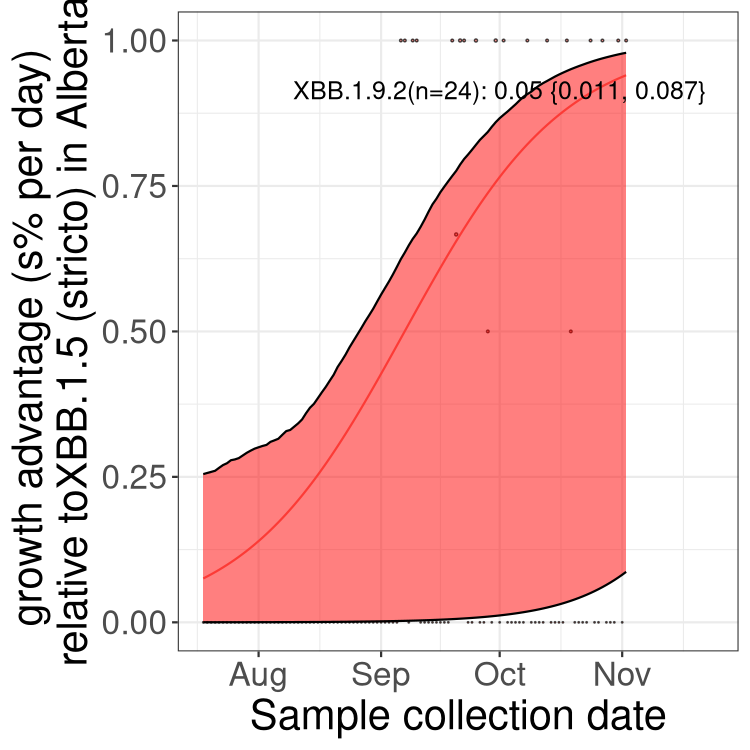 growth advantage (s% per day)
relative toXBB.1.5 (stricto) in Alberta
1.00
0.75
0.50
0.25
0.00
XBB.1.9.2(n=24): 0.05 {0.011, 0.087}
Aug Sep Oct Nov
Sample collection date